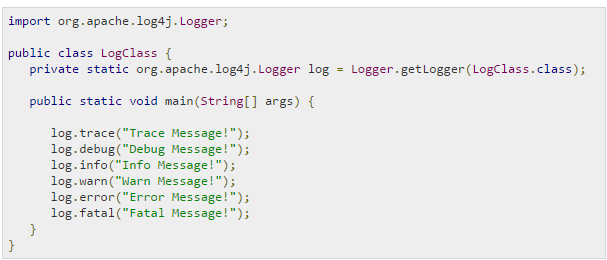 import org.apache.log4j.Logger;
public class LogClass {
   private static org.apache.log4j.Logger log = Logger.getLogger(LogClass.class);
   public static void main(String[] args) {
      log.trace("Trace Message!");
      log.debug("Debug Message!");
      log.info("Info Message!");
      log.warn("Warn Message!");
      log.error("Error Message!");
      log.fatal("Fatal Message!");
   }
}